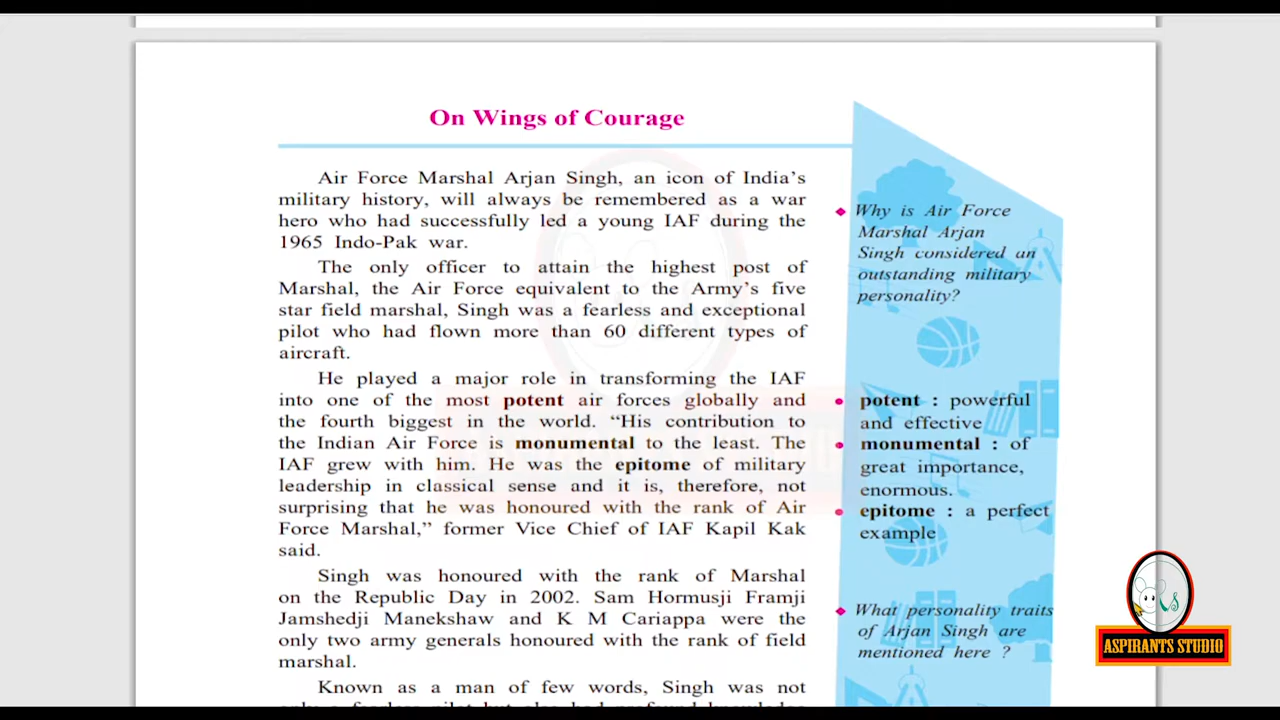 On Wings of Courage
Air Force Marshal Arjan Singh, an icon of India's
military history, will always be remembered as a war
hero who had successfully led a young IAF during the
1965 Indo-Pak war.
The only officer to attain the highest post of
Marshal, the Air Force equivalent to the Army's five
star field marshal, Singh was a fearless and exceptional
pilot who had flown more than 60 different types of
aircraft.
He played a major role in transforming the IAF
into one of the most potent air forces globally and
the fourth biggest in the world. “His contribution to
the Indian Air Force is monumental to the least. The
IAF grew with him. He was the epitome of military
leadership in classical sense and it is, therefore, not
surprising that he was honoured with the rank of Air
Force Marshal,” former Vice Chief of IAF Kapil Kak
said.
Singh was honoured with the rank of Marshal
on the Republic Day in 2002. Sam Hormusji Framji
Jamshedji Manekshaw and K M Cariappa were the
only two army generals honoured with the rank of field
marshal.
Known as a man of few words, Singh was not
only a fearless pilot but also had profound knowledge
Why is Air Force
Marshal Arjan
Singh considered an
outstanding military
personality?
potent : powerful
and effective
monumental : of
great importance,
enormous.
epitome : a perfect
example
What personality traits
of Arjan Singh are
mentioned here ?
ASPIRANTS STUDIO